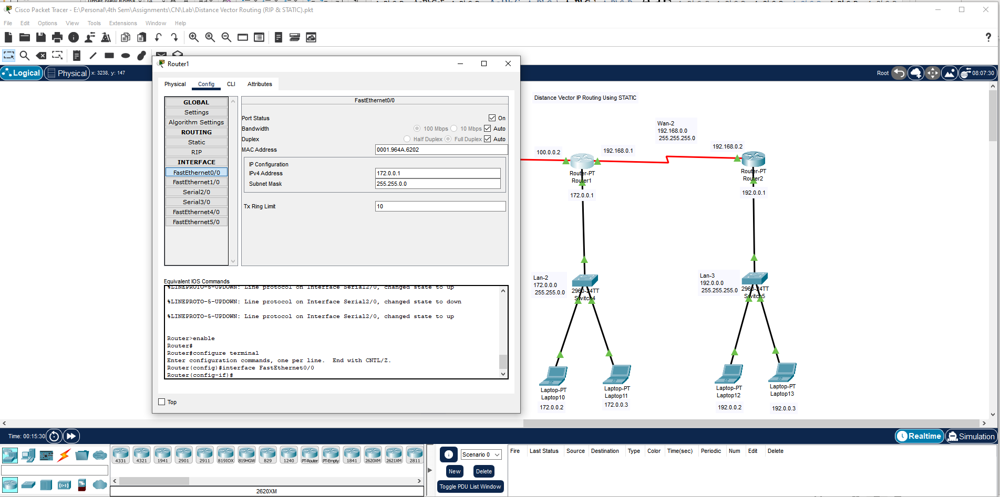 Cisco Packet Tracer - E:\Personal\4th Sem\Assignments\CN\Lab\Distance Vector Routing (RIP & STATIC).pkt
File Edit Options View Tools Extensions Window Help
Logical Physical x: 3238, y: 147
Root 08:07:30
Router1
Physical Config CLI Attributes
GLOBAL
Settings
Algorithm Settings
ROUTING
Static
RIP
INTERFACE
FastEthernet0/0
FastEthernet1/0
Serial2/0
Serial3/0
FastEthernet4/0
FastEthernet5/0
FastEthernet0/0
Port Status On
Bandwidth 100 Mbps 10 Mbps Auto
Duplex Half Duplex Full Duplex Auto
MAC Address 0001.964A.6202
IP Configuration
IPv4 Address 172.0.0.1
Subnet Mask 255.255.0.0
Tx Ring Limit 10
Equivalent IOS Commands
%LINEPROTO-5-UPDOWN: Line protocol on Interface Serial2/0, changed state to up
%LINEPROTO-5-UPDOWN: Line protocol on Interface Serial2/0, changed state to down
%LINEPROTO-5-UPDOWN: Line protocol on Interface Serial2/0, changed state to up
Router>enable
Router#
Router#configure terminal
Enter configuration commands, one per line. End with CNTL/Z.
Router(config)#interface FastEthernet0/0
Router(config-if)#
Top
Distance Vector IP Routing Using STATIC
Wan-2
192.168.0.0
255.255.255.0
100.0.0.2
192.168.0.1
192.168.0.2
Router-PT
Router1
172.0.0.1
Router-PT
Router2
192.0.0.1
Lan-2
172.0.0.0
255.255.0.0
2960-24TT
Switch4
Lan-3
192.0.0.0
255.255.255.0
2960-24TT
Switch5
Laptop-PT
Laptop10
172.0.0.2
Laptop-PT
Laptop11
172.0.0.3
Laptop-PT
Laptop12
192.0.0.2
Laptop-PT
Laptop13
192.0.0.3
Time: 00:15:30
Realtime Simulation
4331 4321 1941 2901 2911 819IOX 819HGW 829 1240 PT-Router PT-Empty 1841 2620XM 2621XM 2811
2620XM
Scenario 0
New Delete
Toggle PDU List Window
Fire Last Status Source Destination Type Color Time(sec) Periodic Num Edit Delete